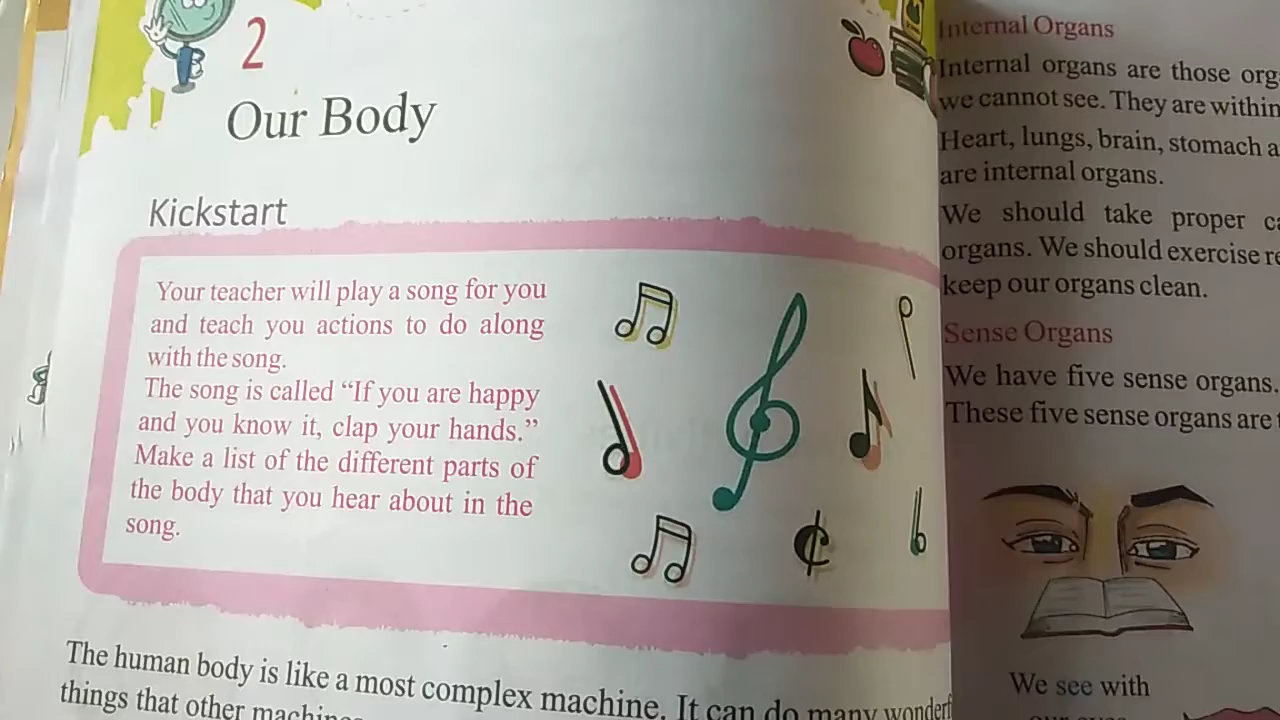 2
Our Body
Kickstart
Your teacher will play a song for you
and teach you actions to do along
with the song.
The song is called “If you are happy
and you know it, clap your hands.”
Make a list of the different parts of
the body that you hear about in the
song.
The human body is like a most complex machine. It can do many
things that other
Internal Organs
Internal organs are those
we cannot see. They are within
Heart, lungs, brain, stomach
are internal organs.
We should take proper
organs. We should exercise
keep our organs clean.
Sense Organs
We have five sense organs.
These five sense organs are
We see with